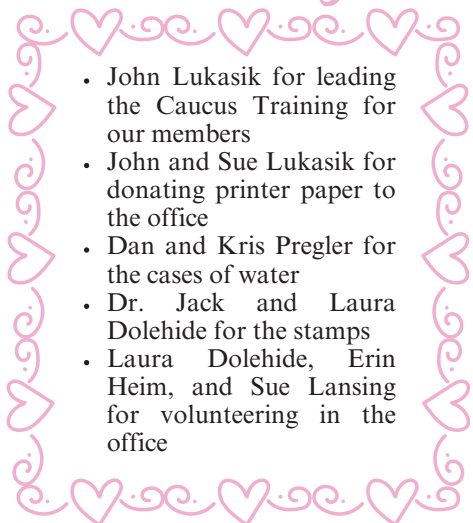 • John Lukasik for leading
the Caucus Training for
our members
• John and Sue Lukasik for
donating printer paper to
the office
• Dan and Kris Pregler for
the cases of water
• Dr. Jack and Laura
Dolehide for the stamps
• Laura Dolehide, Erin
Heim, and Sue Lansing
for volunteering in the
office